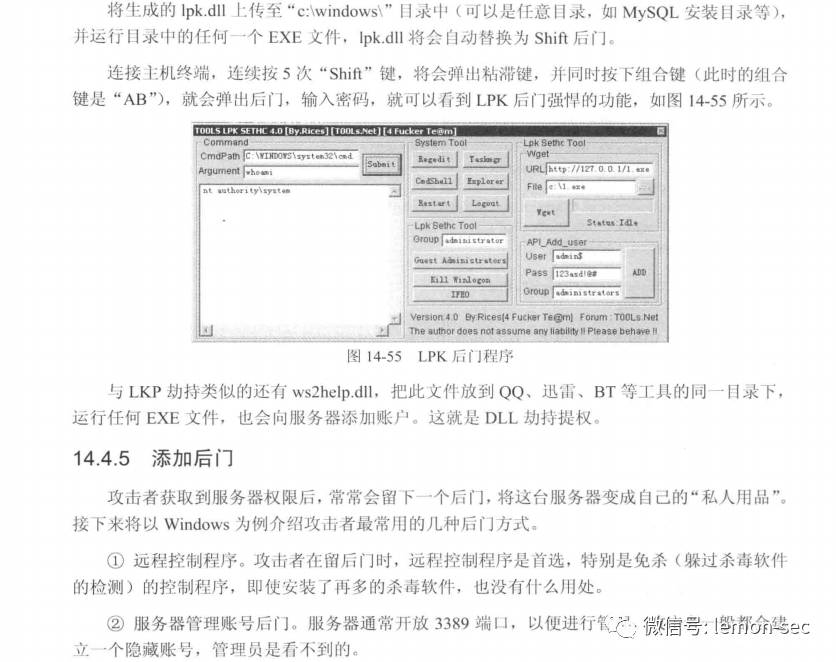 将生成的 lpk.dll 上传至“c:\windows\”目录中（可以是任意目录，如 MySQL 安装目录等），
并运行目录中的任何一个 EXE 文件，lpk.dll 将会自动替换为 Shift 后门。
连接主机终端，连续按 5 次“Shift”键，将会弹出粘滞键，并同时按下组合键（此时的组合
键是“AB”），就会弹出后门，输入密码，就可以看到 LPK 后门强悍的功能，如图 14-55 所示。
T00LS LPK SETHC 4.0 [By.Rices] [T00Ls.Net] [4 Fucker Te@m]
Command
CmdPath C:\WINDOWS\system32\cmd.
Argument whoami
Submit
nt authority\system
System Tool
Regedit Taskmgr
CmdShell Explorer
Restart Logout
Lpk Sethc Tool
Group administrator
Guest Administrators
Kill Winlogon
IFEO
Lpk Sethc Tool
Wget
URL http://127.0.0.1/1.exe
File c:\1.exe ...
Wget
Status:Idle
API_Add_user
User admin$
Pass 123asd!@#
Group administrators
ADD
Version:4.0 By:Rices[4 Fucker Te@m] Forum : T00Ls.Net
The author does not assume any liability !! Please behave !!
图 14-55 LPK 后门程序
与 LKP 劫持类似的还有 ws2help.dll，把此文件放到 QQ、迅雷、BT 等工具的同一目录下，
运行任何 EXE 文件，也会向服务器添加账户。这就是 DLL 劫持提权。
14.4.5 添加后门
攻击者获取到服务器权限后，常常会留下一个后门，将这台服务器变成自己的“私人用品”。
接下来将以 Windows 为例介绍攻击者最常用的几种后门方式。
① 远程控制程序。攻击者在留后门时，远程控制程序是首选，特别是免杀（躲过杀毒软件
的检测）的控制程序，即使安装了再多的杀毒软件，也没有什么用处。
② 服务器管理账号后门。服务器通常开放 3389 端口，以便进行管
微信号: lemon-sec
立一个隐藏账号，管理员是看不到的。